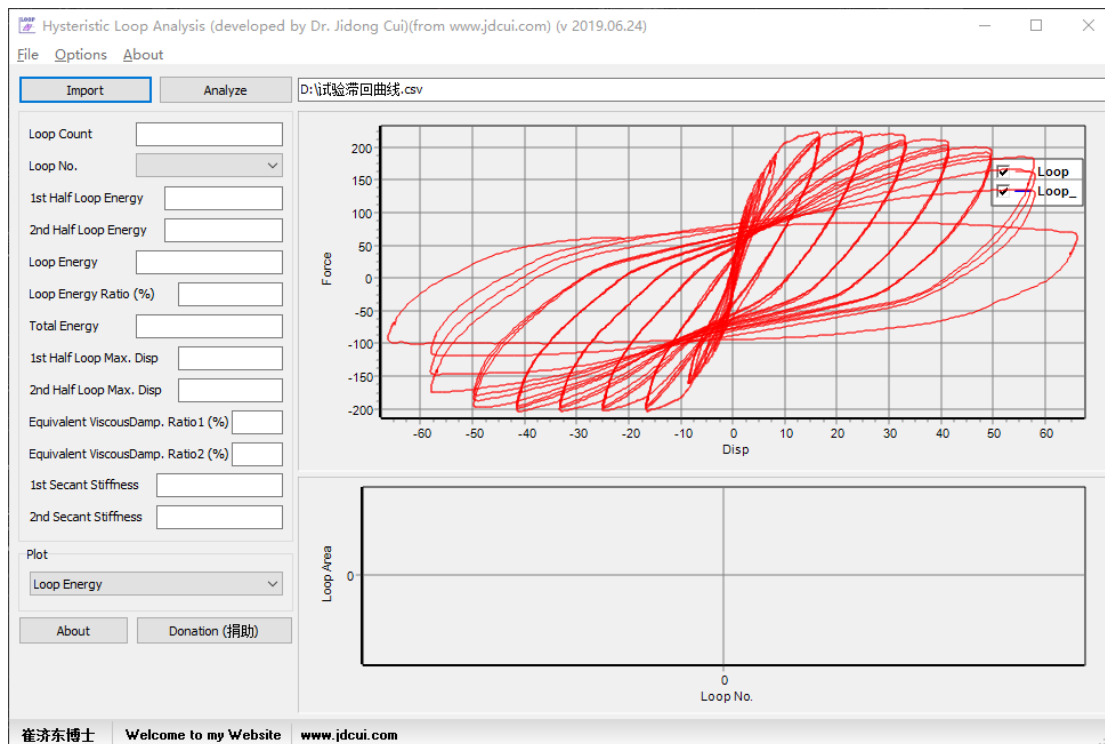 Hysteristic Loop Analysis (developed by Dr. Jidong Cui)(from www.jdcui.com) (v 2019.06.24)
File Options About
Import Analyze D:\试验滞回曲线.csv
Loop Count
Loop No.
1st Half Loop Energy
2nd Half Loop Energy
Loop Energy
Loop Energy Ratio (%)
Total Energy
1st Half Loop Max. Disp
2nd Half Loop Max. Disp
Equivalent ViscousDamp. Ratio1 (%)
Equivalent ViscousDamp. Ratio2 (%)
1st Secant Stiffness
2nd Secant Stiffness
Plot
Loop Energy
About Donation (捐助)
Force
200
150
100
50
0
-50
-100
-150
-200
-60 -50 -40 -30 -20 -10 0 10 20 30 40 50 60
Disp
Loop
Loop_
Loop Area
0
0
Loop No.
崔济东博士 Welcome to my Website www.jdcui.com